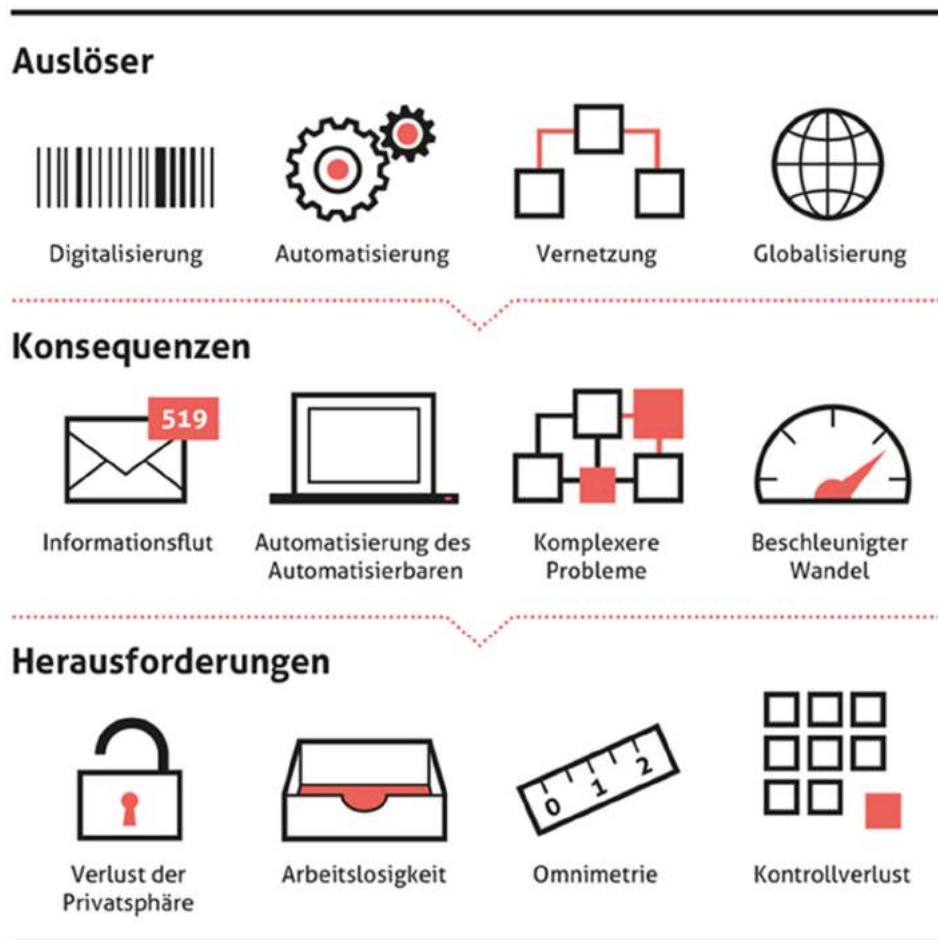 Auslöser
Digitalisierung
Automatisierung
Vernetzung
Globalisierung
Konsequenzen
519
Informationsflut
Automatisierung des
Automatisierbaren
Komplexere
Probleme
Beschleunigter
Wandel
Herausforderungen
0 1 2
Verlust der
Privatsphäre
Arbeitslosigkeit
Omnimetrie
Kontrollverlust